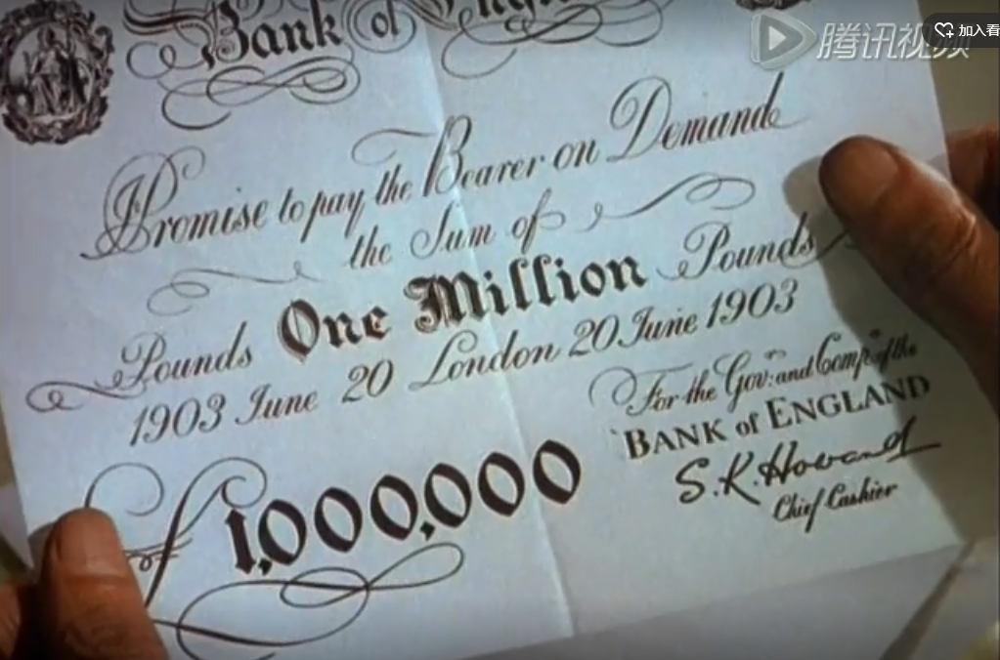 Bank of
腾讯视频
加入看
Promise to pay the Bearer on Demand
the Sum of
Pounds One Million Pounds
1903 June 20 London 20 June 1903
For the Gov: and Comp^a of the
BANK of ENGLAND
S.K. Howard
Chief Cashier
£1,000,000